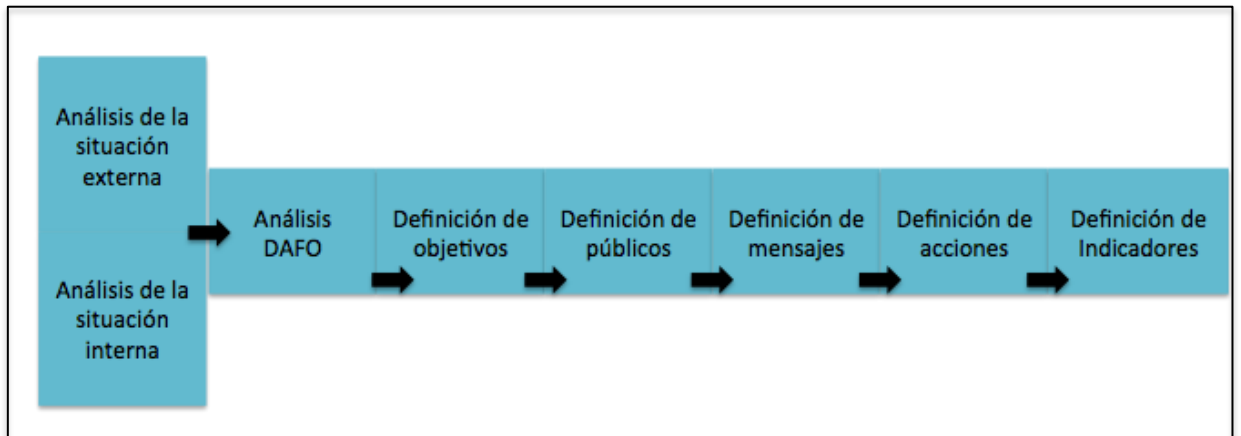 Análisis de la
situación
externa
Análisis de la
situación
interna
Análisis
DAFO
Definición de
objetivos
Definición de
públicos
Definición de
mensajes
Definición de
acciones
Definición de
Indicadores